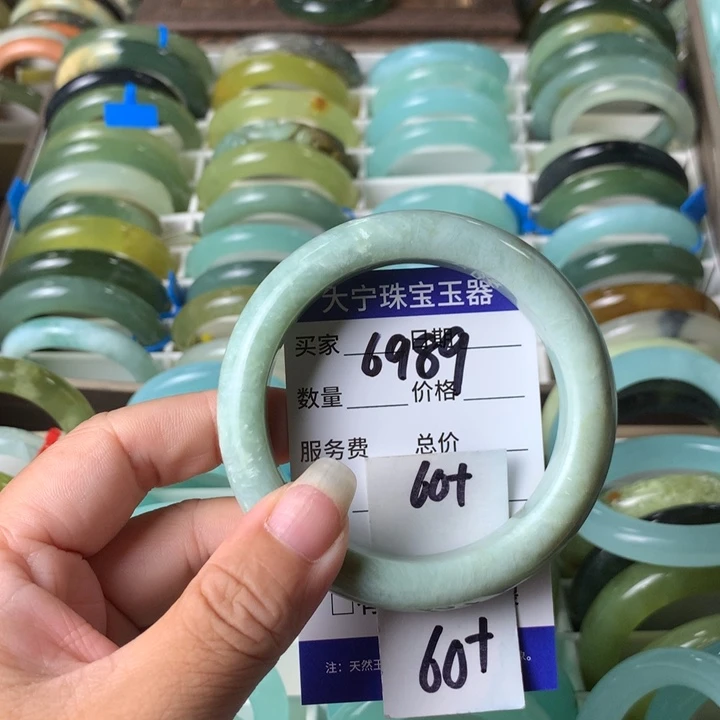 大宁珠宝玉器
买家 日期
6989
数量 价格
服务费 总价
60+
60+
注：天然玉